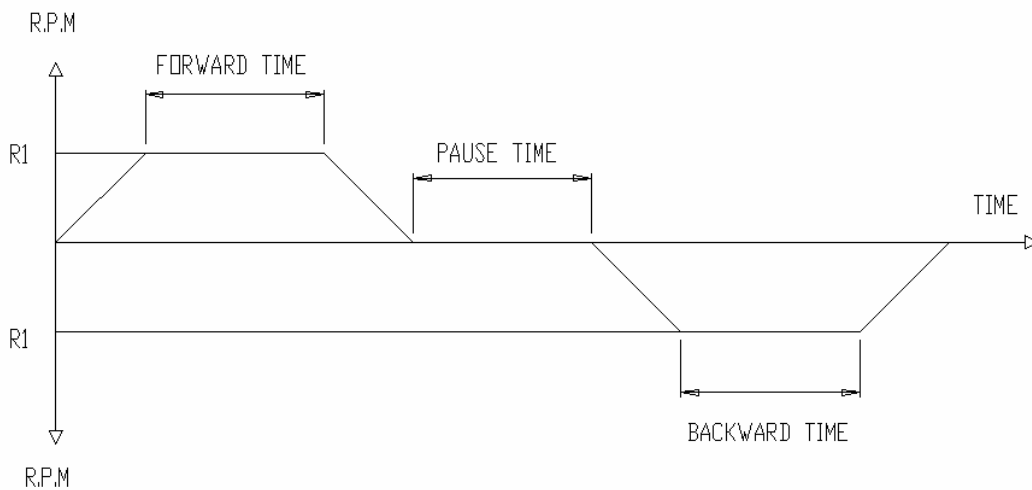 R.P.M
FORWARD TIME
R1
PAUSE TIME
TIME
R1
BACKWARD TIME
R.P.M